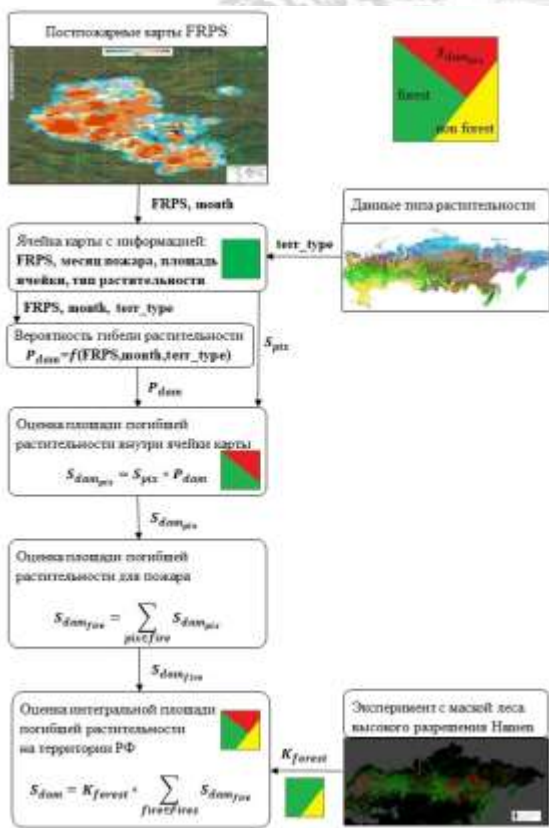 Постпожарные карты FRPS
S_dam_pix
forest
non forest
FRPS, month
Данные типа растительности
Ячейка карты с информацией:
FRPS, месяц пожара, площадь
ячейки, тип растительности
terr_type
FRPS, month, terr_type
Вероятность гибели растительности
P_dam=f(FRPS,month,terr_type)
S_pix
P_dam
Оценка площади погибшей
растительности внутри ячейки карты
S_dam_pix = S_pix * P_dam
S_dam_pix
Оценка площади погибшей
растительности для пожара
S_dam_fire = ∑ pix∈fire S_dam_pix
S_dam_fire
Оценка интегральной площади
погибшей растительности
на территории РФ
S_dam = K_forest * ∑ fire∈Fires S_dam_fire
K_forest
Эксперимент с маской леса
высокого разрешения Hansen